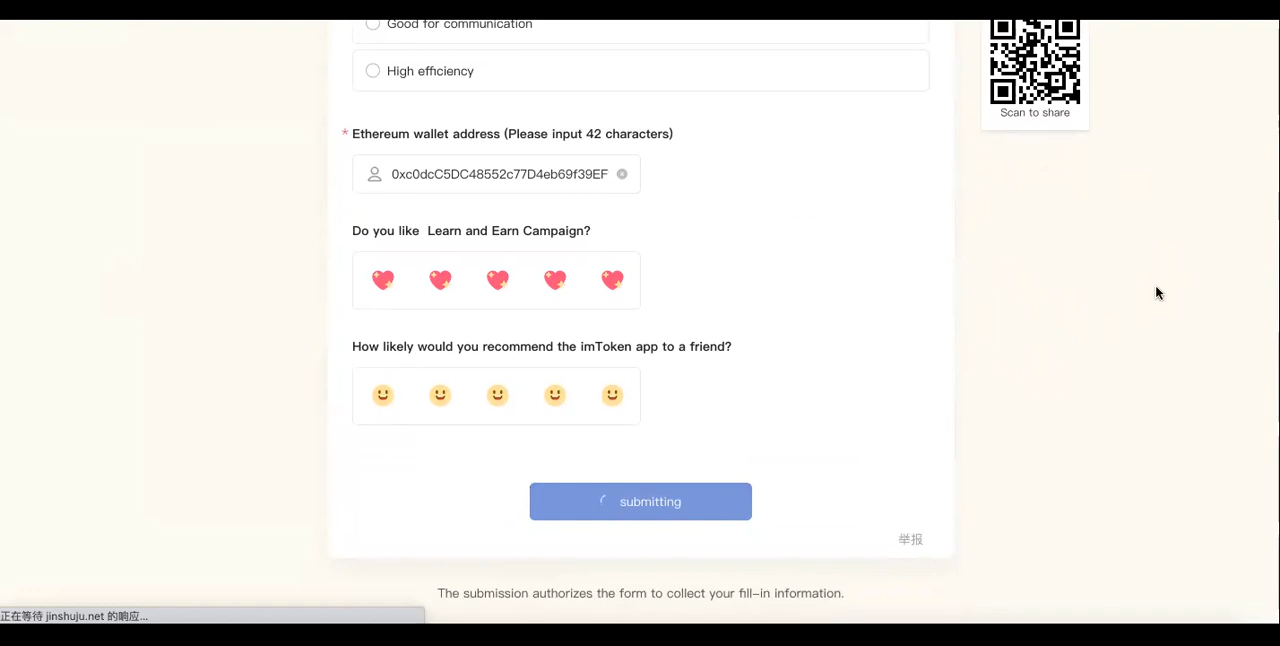 Good for communication
High efficiency
Scan to share
* Ethereum wallet address (Please input 42 characters)
0xc0dcC5DC48552c77D4eb69f39EF
Do you like Learn and Earn Campaign?
How likely would you recommend the imToken app to a friend?
submitting
举报
The submission authorizes the form to collect your fill-in information.
正在等待 jinshuju.net 的响应...